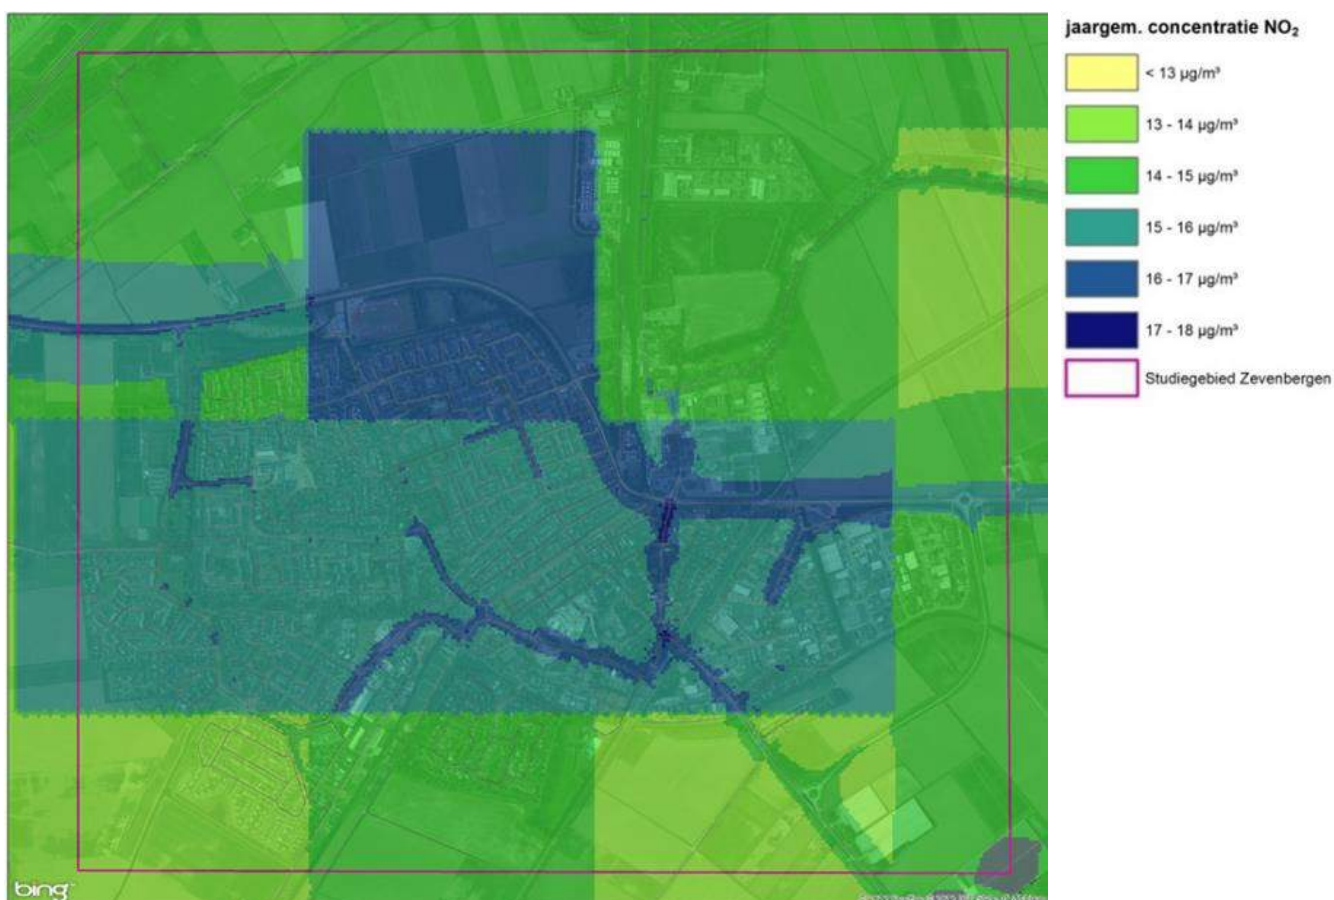 jaargem. concentratie NO₂
< 13 µg/m³
13 - 14 µg/m³
14 - 15 µg/m³
15 - 16 µg/m³
16 - 17 µg/m³
17 - 18 µg/m³
Studiegebied Zevenbergen
bing